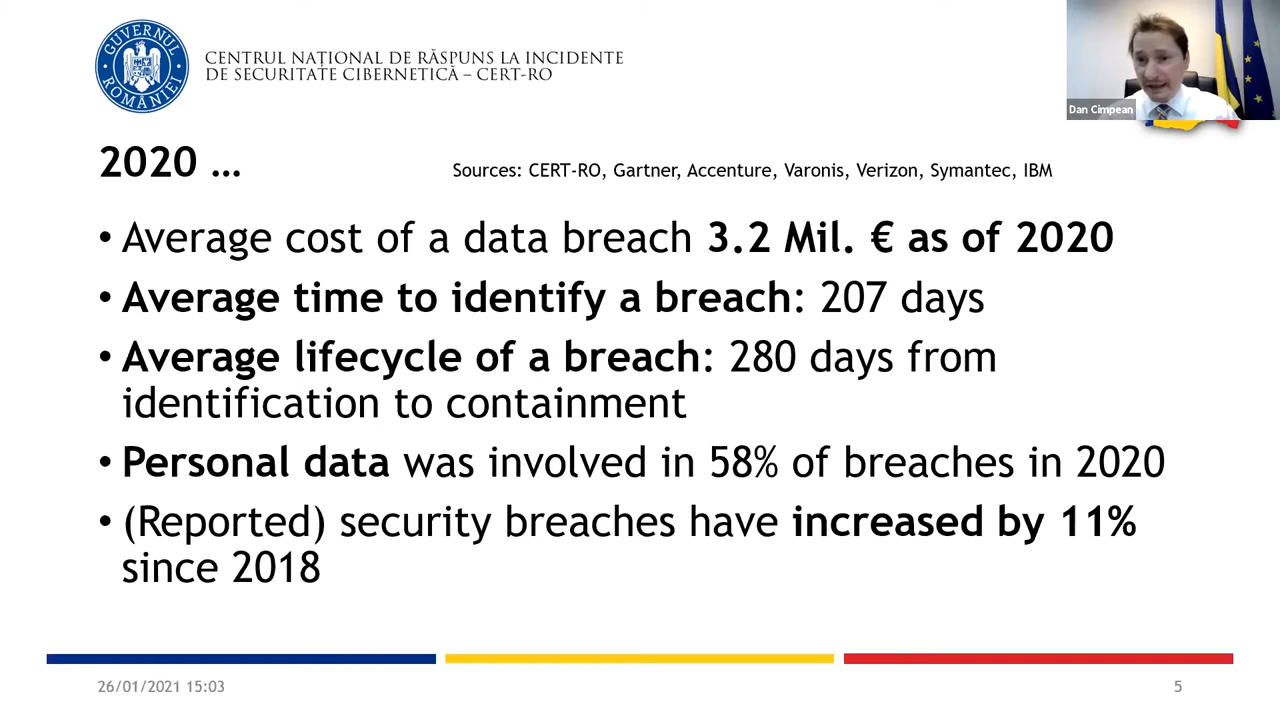 GUVERNUL
ROMÂNIEI
CENTRUL NAȚIONAL DE RĂSPUNS LA INCIDENTE
DE SECURITATE CIBERNETICĂ – CERT-RO
Dan Cimpean
2020 …
Sources: CERT-RO, Gartner, Accenture, Varonis, Verizon, Symantec, IBM
• Average cost of a data breach 3.2 Mil. € as of 2020
• Average time to identify a breach: 207 days
• Average lifecycle of a breach: 280 days from
identification to containment
• Personal data was involved in 58% of breaches in 2020
• (Reported) security breaches have increased by 11%
since 2018
26/01/2021 15:03
5